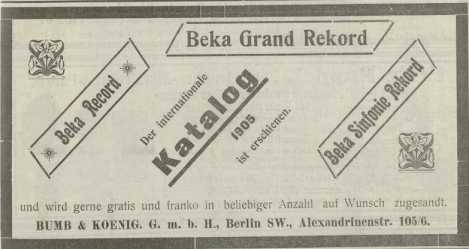 Beka Grand Rekord
Beka Record
Der internationale
Katalog
1905
ist erschienen.
Beka Sinfonie Rekord
und wird gerne gratis und franko in beliebiger Anzahl auf Wunsch zugesandt.
BUMB & KOENIG. G. m. b. H., Berlin SW., Alexandrinenstr. 105/6.